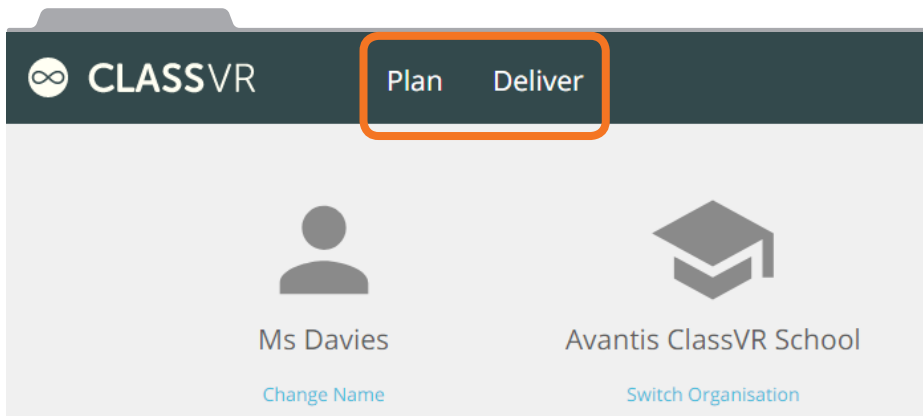 CLASSVR Plan Deliver
Ms Davies Avantis ClassVR School
Change Name Switch Organisation